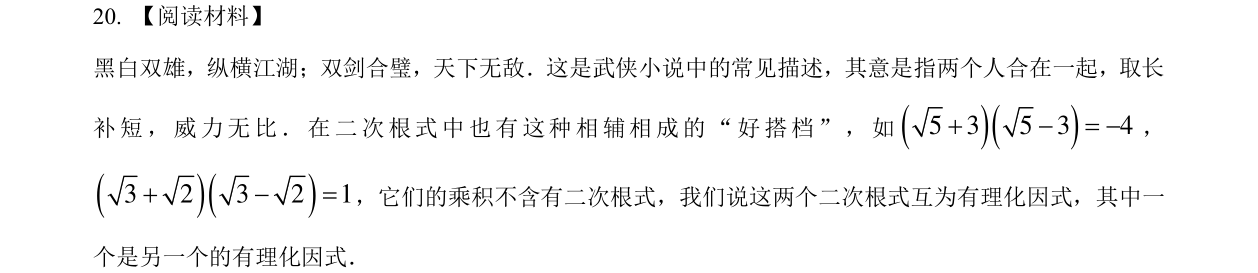 20. 【阅读材料】
黑白双雄，纵横江湖；双剑合璧，天下无敌．这是武侠小说中的常见描述，其意是指两个人合在一起，取长
补短，威力无比．在二次根式中也有这种相辅相成的“好搭档”，如(√5+3)(√5−3)=−4，
(√3+√2)(√3−√2)=1，它们的乘积不含有二次根式，我们说这两个二次根式互为有理化因式，其中一
个是另一个的有理化因式．